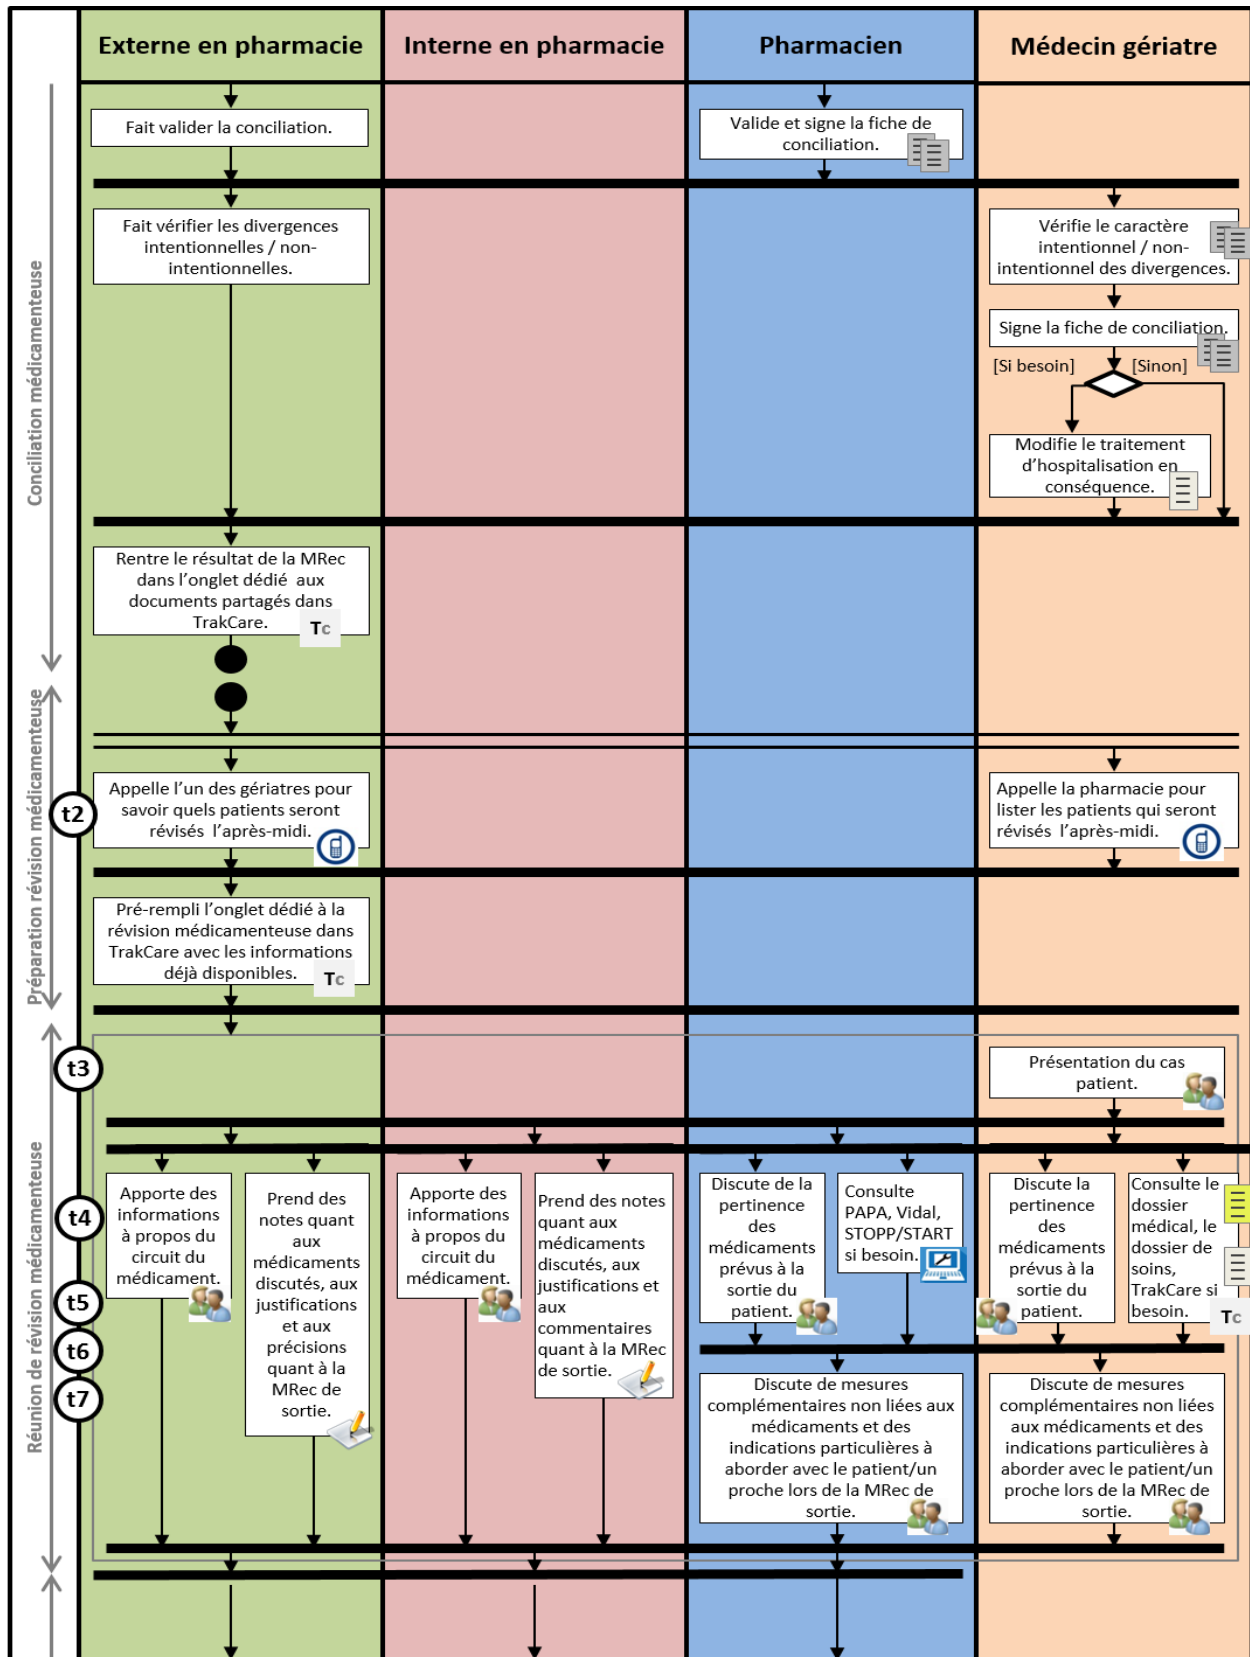 Externe en pharmacie
Interne en pharmacie
Pharmacien
Médecin gériatre
Conciliation médicamenteuse
Fait valider la conciliation.
Valide et signe la fiche de
conciliation.
Fait vérifier les divergences
intentionnelles / non-
intentionnelles.
Vérifie le caractère
intentionnel / non-
intentionnel des divergences.
Signe la fiche de conciliation.
[Si besoin]
[Sinon]
Modifie le traitement
d'hospitalisation en
conséquence.
Rentre le résultat de la MRec
dans l'onglet dédié aux
documents partagés dans
TrakCare.
Tc
Préparation révision médicamenteuse
t2
Appelle l'un des gériatres pour
savoir quels patients seront
révisés l'après-midi.
Appelle la pharmacie pour
lister les patients qui seront
révisés l'après-midi.
Pré-rempli l'onglet dédié à la
révision médicamenteuse dans
TrakCare avec les informations
déjà disponibles.
Tc
Réunion de révision médicamenteuse
t3
Présentation du cas
patient.
t4
t5
t6
t7
Apporte des
informations
à propos du
circuit du
médicament.
Prend des
notes quant
aux
médicaments
discutés, aux
justifications
et aux
précisions
quant à la
MRec de
sortie.
Apporte des
informations
à propos du
circuit du
médicament.
Prend des notes
quant aux
médicaments
discutés, aux
justifications et
aux
commentaires
quant à la MRec
de sortie.
Discute de la
pertinence
des
médicaments
prévus à la
sortie du
patient.
Consulte
PAPA, Vidal,
STOPP/START
si besoin.
Discute la
pertinence
des
médicaments
prévus à la
sortie du
patient.
Consulte le
dossier
médical, le
dossier de
soins,
TrakCare si
besoin.
Tc
Discute de mesures
complémentaires non liées aux
médicaments et des
indications particulières à
aborder avec le patient/un
proche lors de la MRec de
sortie.
Discute de mesures
complémentaires non liées
aux médicaments et des
indications particulières à
aborder avec le patient/un
proche lors de la MRec de
sortie.